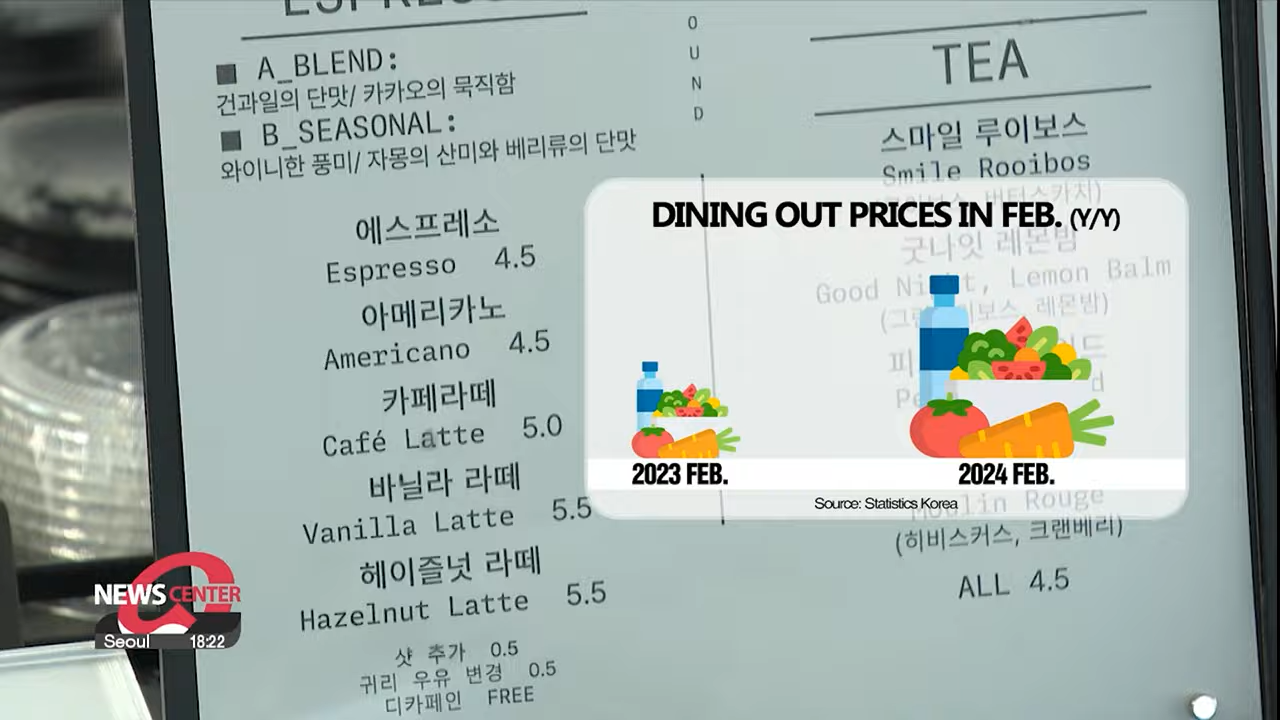 A_BLEND:
건과일의 단맛/ 카카오의 묵직함
B_SEASONAL:
와이니한 풍미/ 자몽의 산미와 베리류의 단맛
에스프레소
Espresso 4.5
아메리카노
Americano 4.5
카페라떼
Café Latte 5.0
바닐라 라떼
Vanilla Latte 5.5
헤이즐넛 라떼
Hazelnut Latte 5.5
샷 추가 0.5
귀리 우유 변경 0.5
디카페인 FREE
O
U
N
D
TEA
스마일 루이보스
Smile Rooibos
굿나잇 레몬밤
Good Night, Lemon Balm
Moulin Rouge
(히비스커스, 크랜베리)
ALL 4.5
DINING OUT PRICES IN FEB. (Y/Y)
2023 FEB.
2024 FEB.
Source: Statistics Korea
NEWS CENTER
Seoul 18:22